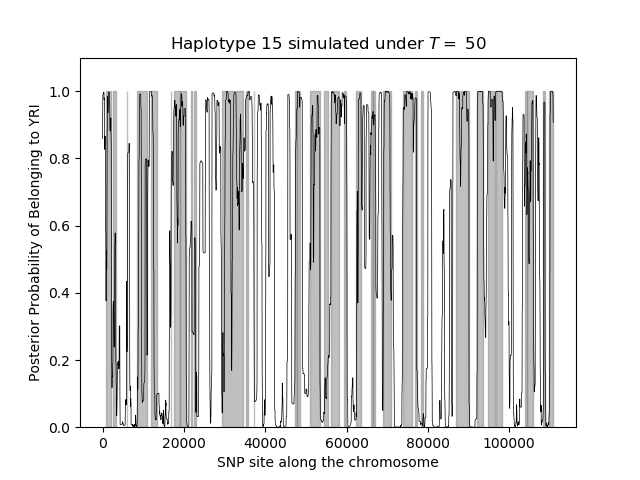 Haplotype 15 simulated under T = 50
Posterior Probability of Belonging to YRI
1.0
0.8
0.6
0.4
0.2
0.0
0 20000 40000 60000 80000 100000
SNP site along the chromosome